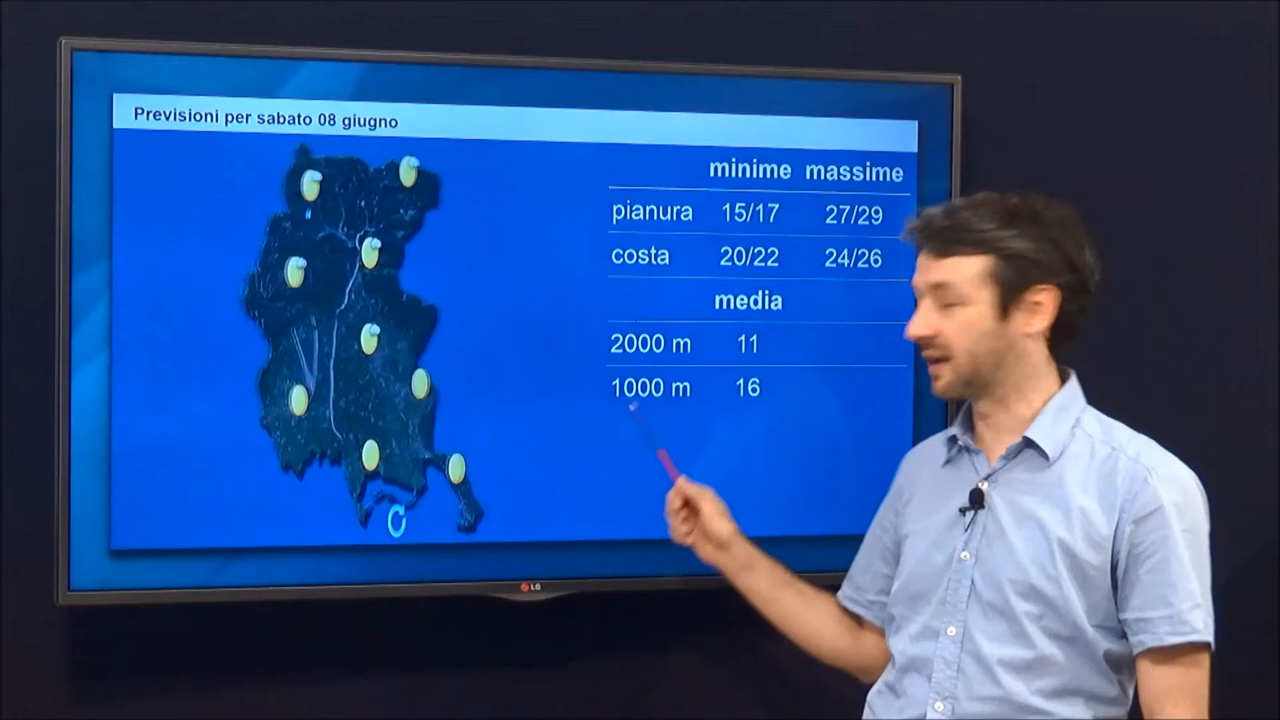 Previsioni per sabato 08 giugno
minime massime
pianura 15/17 27/29
costa 20/22 24/26
media
2000 m 11
1000 m 16
LG